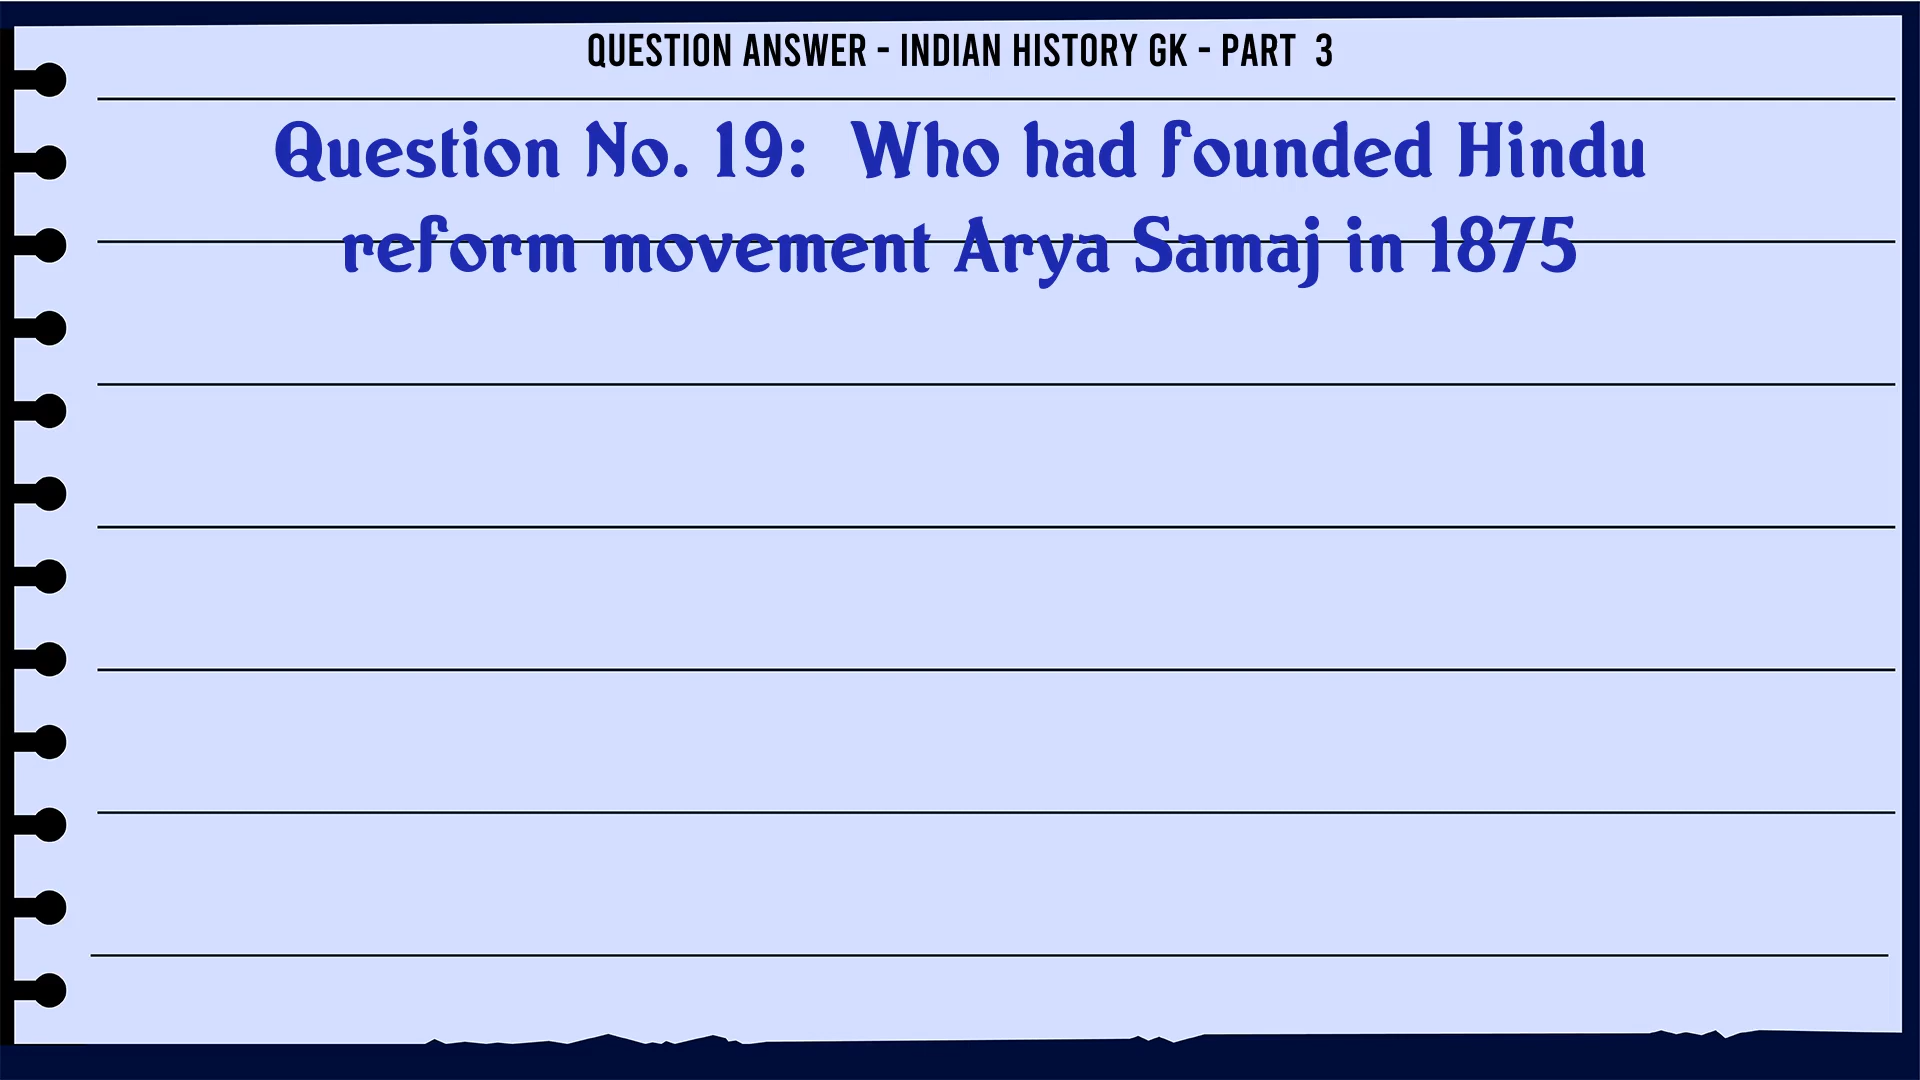 QUESTION ANSWER - INDIAN HISTORY GK - PART 3
Question No. 19: Who had founded Hindu
reform movement Arya Samaj in 1875